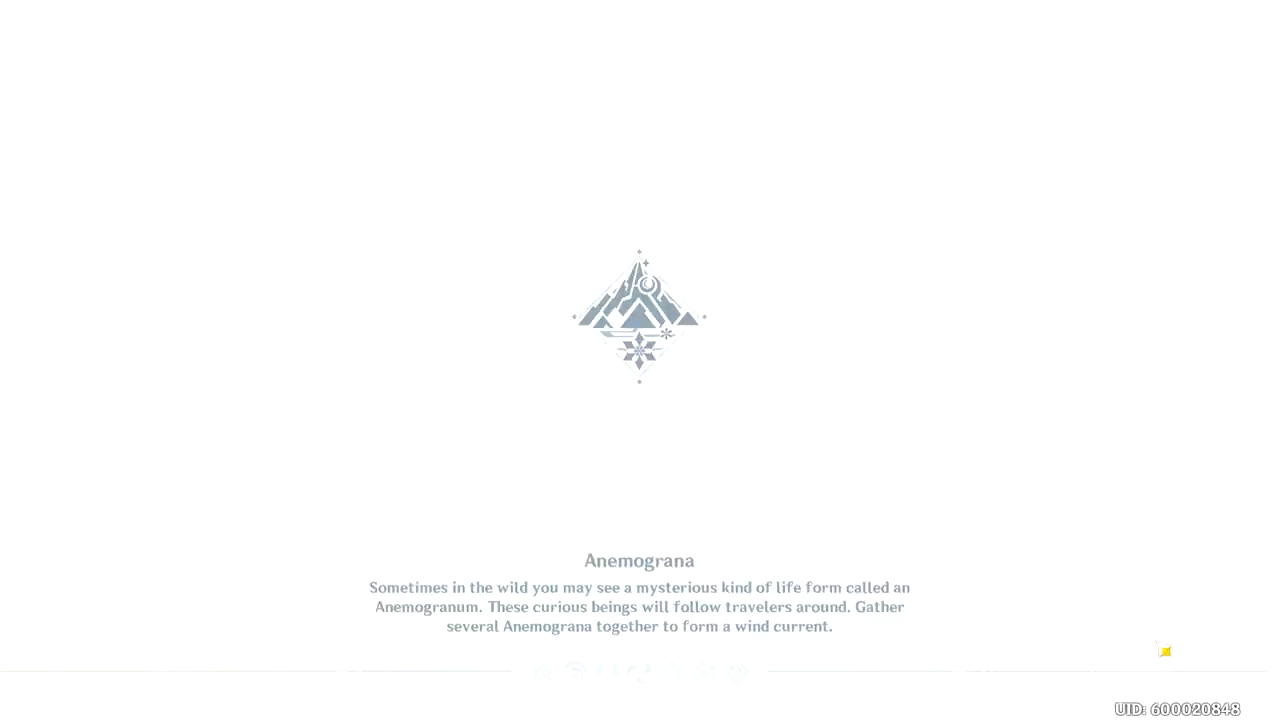 Anemograna
Sometimes in the wild you may see a mysterious kind of life form called an
Anemogranum. These curious beings will follow travelers around. Gather
several Anemograna together to form a wind current.
UID: 600020848